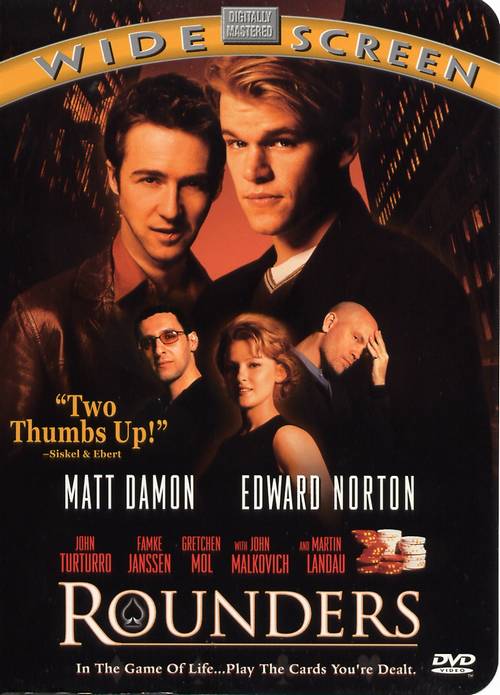 DIGITALLY
MASTERED
WIDE SCREEN
"Two
Thumbs Up!"
–Siskel & Ebert
MATT DAMON EDWARD NORTON
JOHN TURTURRO FAMKE JANSSEN GRETCHEN MOL WITH JOHN MALKOVICH AND MARTIN LANDAU
ROUNDERS
In The Game Of Life...Play The Cards You're Dealt.
DVD
VIDEO
TM